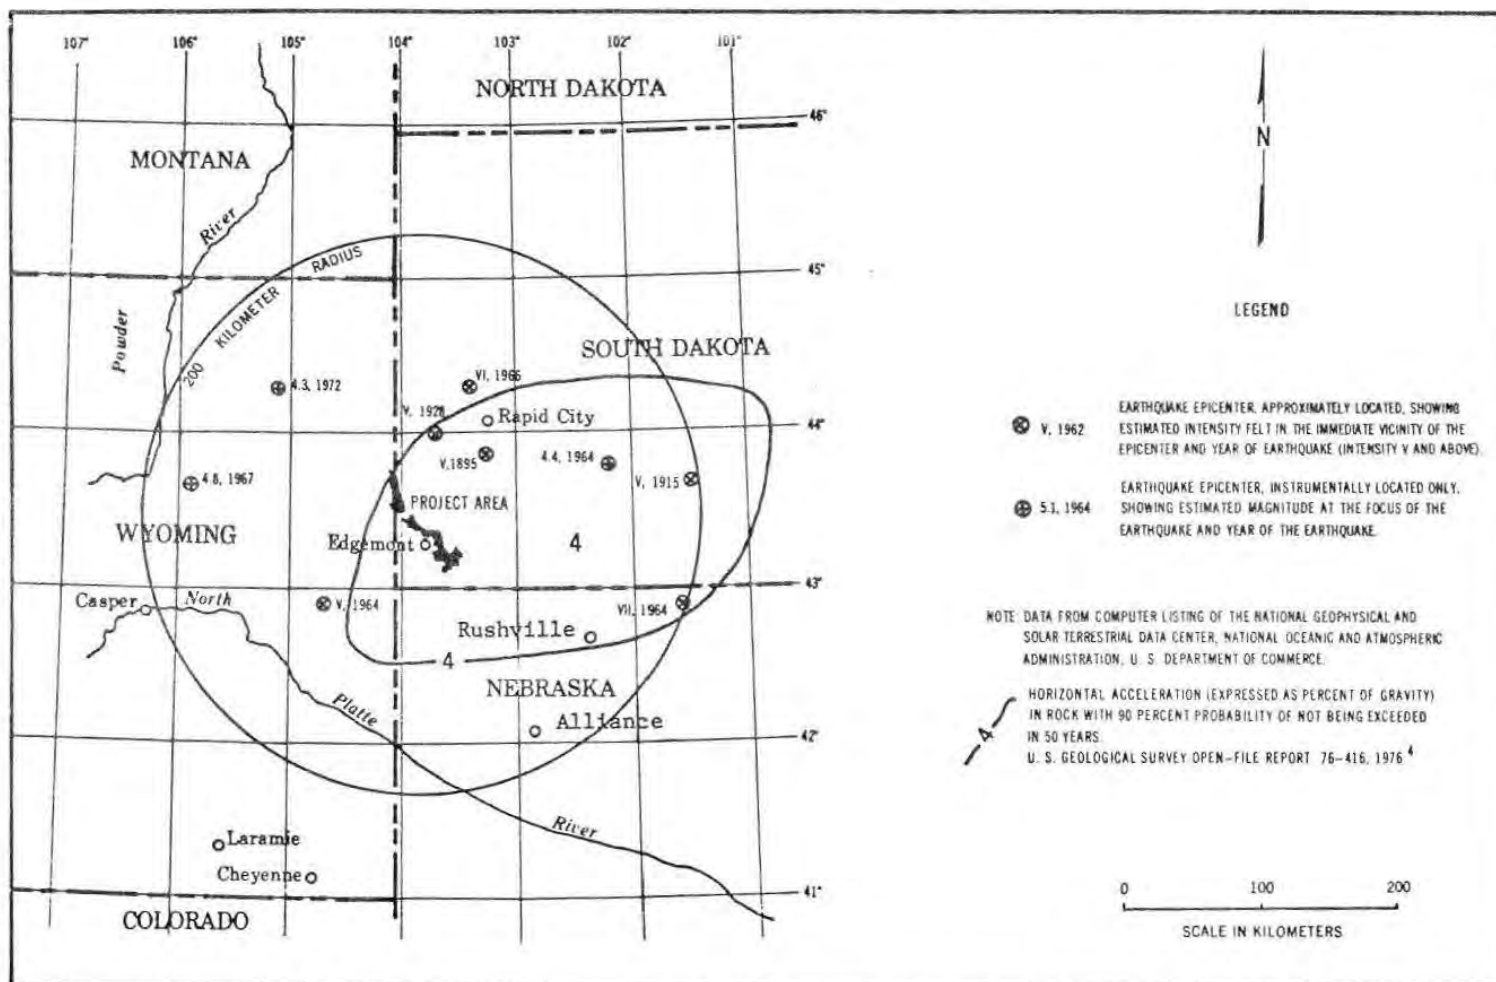 107° 106° 105° 104° 103° 102° 101°
NORTH DAKOTA
46°
MONTANA
River
Powder
45°
200 KILOMETER RADIUS
SOUTH DAKOTA
4.3, 1972
VI, 1966
V, 1928
Rapid City
44°
V,1895
4.4, 1964
V, 1915
4.8, 1967
PROJECT AREA
WYOMING
Edgemont
4
43°
Casper
North
V, 1964
VII, 1964
Rushville
4
NEBRASKA
Platte
Alliance
42°
River
Laramie
Cheyenne
41°
COLORADO
N
LEGEND
V, 1962
EARTHQUAKE EPICENTER, APPROXIMATELY LOCATED, SHOWING
ESTIMATED INTENSITY FELT IN THE IMMEDIATE VICINITY OF THE
EPICENTER AND YEAR OF EARTHQUAKE (INTENSITY V AND ABOVE).
5.1, 1964
EARTHQUAKE EPICENTER, INSTRUMENTALLY LOCATED ONLY,
SHOWING ESTIMATED MAGNITUDE AT THE FOCUS OF THE
EARTHQUAKE AND YEAR OF THE EARTHQUAKE.
NOTE: DATA FROM COMPUTER LISTING OF THE NATIONAL GEOPHYSICAL AND
SOLAR TERRESTRIAL DATA CENTER, NATIONAL OCEANIC AND ATMOSPHERIC
ADMINISTRATION, U. S. DEPARTMENT OF COMMERCE.
4
HORIZONTAL ACCELERATION (EXPRESSED AS PERCENT OF GRAVITY)
IN ROCK WITH 90 PERCENT PROBABILITY OF NOT BEING EXCEEDED
IN 50 YEARS.
U. S. GEOLOGICAL SURVEY OPEN-FILE REPORT 76-416, 1976 4
0 100 200
SCALE IN KILOMETERS